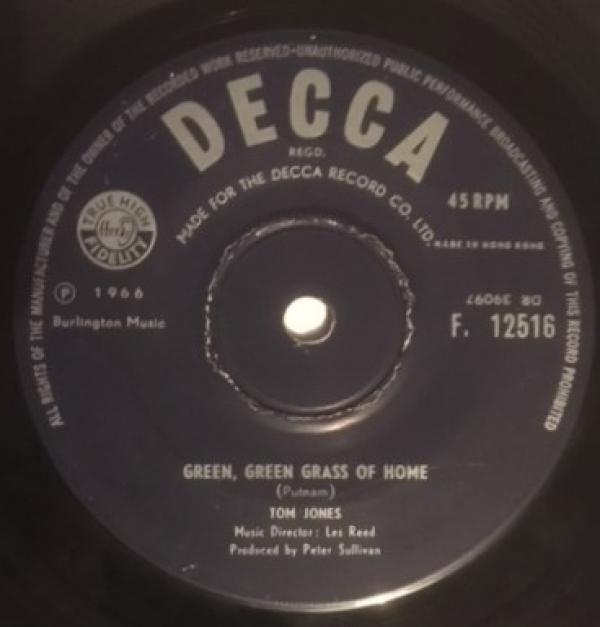 ALL RIGHTS OF THE MANUFACTURER AND OF THE OWNER OF THE RECORDED WORK RESERVED-UNAUTHORIZED PUBLIC PERFORMANCE BROADCASTING AND COPYING OF THIS RECORD PROHIBITED
DECCA
REGD.
MADE FOR THE DECCA RECORD CO. LTD.
MADE IN HONG KONG
45 RPM
TRUE HIGH
ffrr
FIDELITY
Ⓟ 1966
Burlington Music
DR 39097
F. 12516
GREEN, GREEN GRASS OF HOME
(Putnam)
TOM JONES
Music Director: Les Reed
Produced by Peter Sullivan